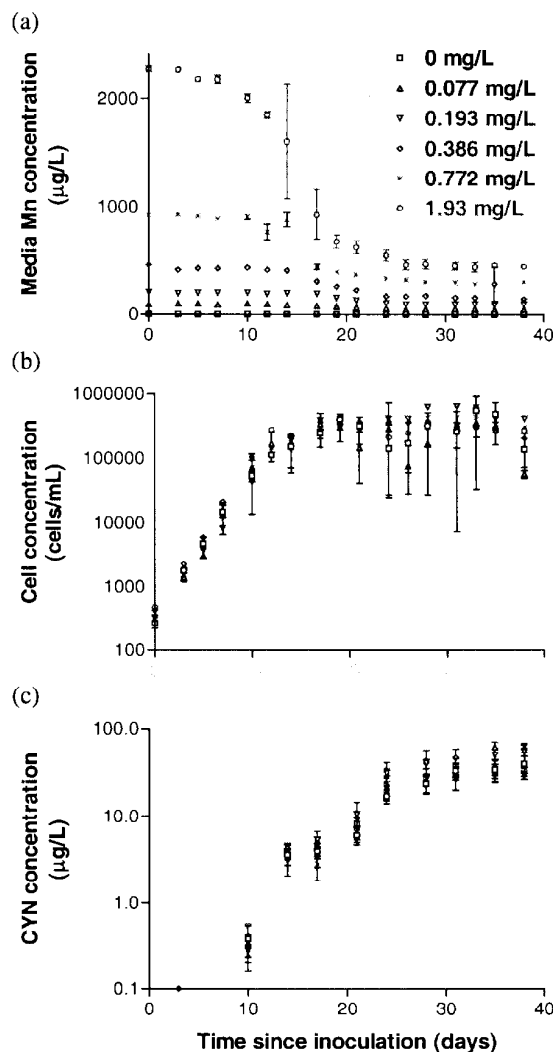 (a)
Media Mn concentration
(µg/L)
2000
1000
0
0 mg/L
0.077 mg/L
0.193 mg/L
0.386 mg/L
0.772 mg/L
1.93 mg/L
0 10 20 30 40
(b)
Cell concentration
(cells/mL)
1000000
100000
10000
1000
100
(c)
CYN concentration
(µg/L)
100.0
10.0
1.0
0.1
0 10 20 30 40
Time since inoculation (days)